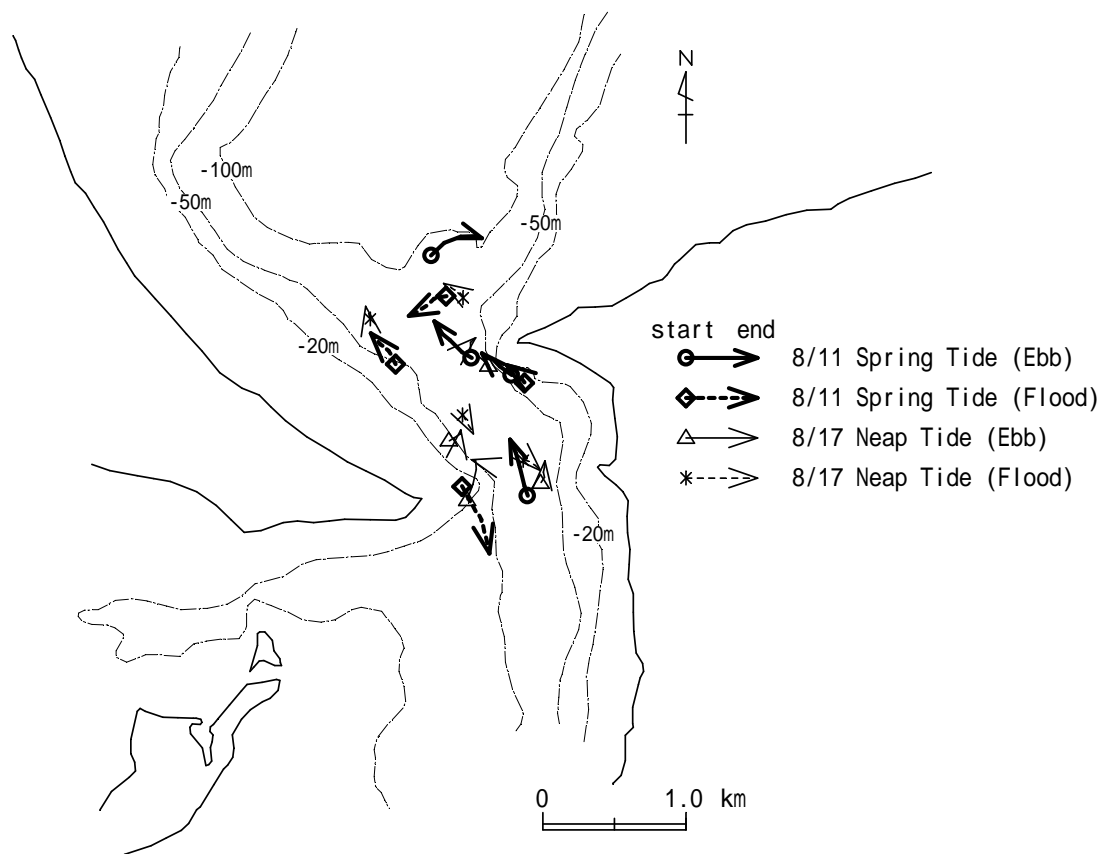 N
-100m
-50m
-50m
-20m
start end
8/11 Spring Tide (Ebb)
8/11 Spring Tide (Flood)
8/17 Neap Tide (Ebb)
8/17 Neap Tide (Flood)
-20m
0 1.0 km